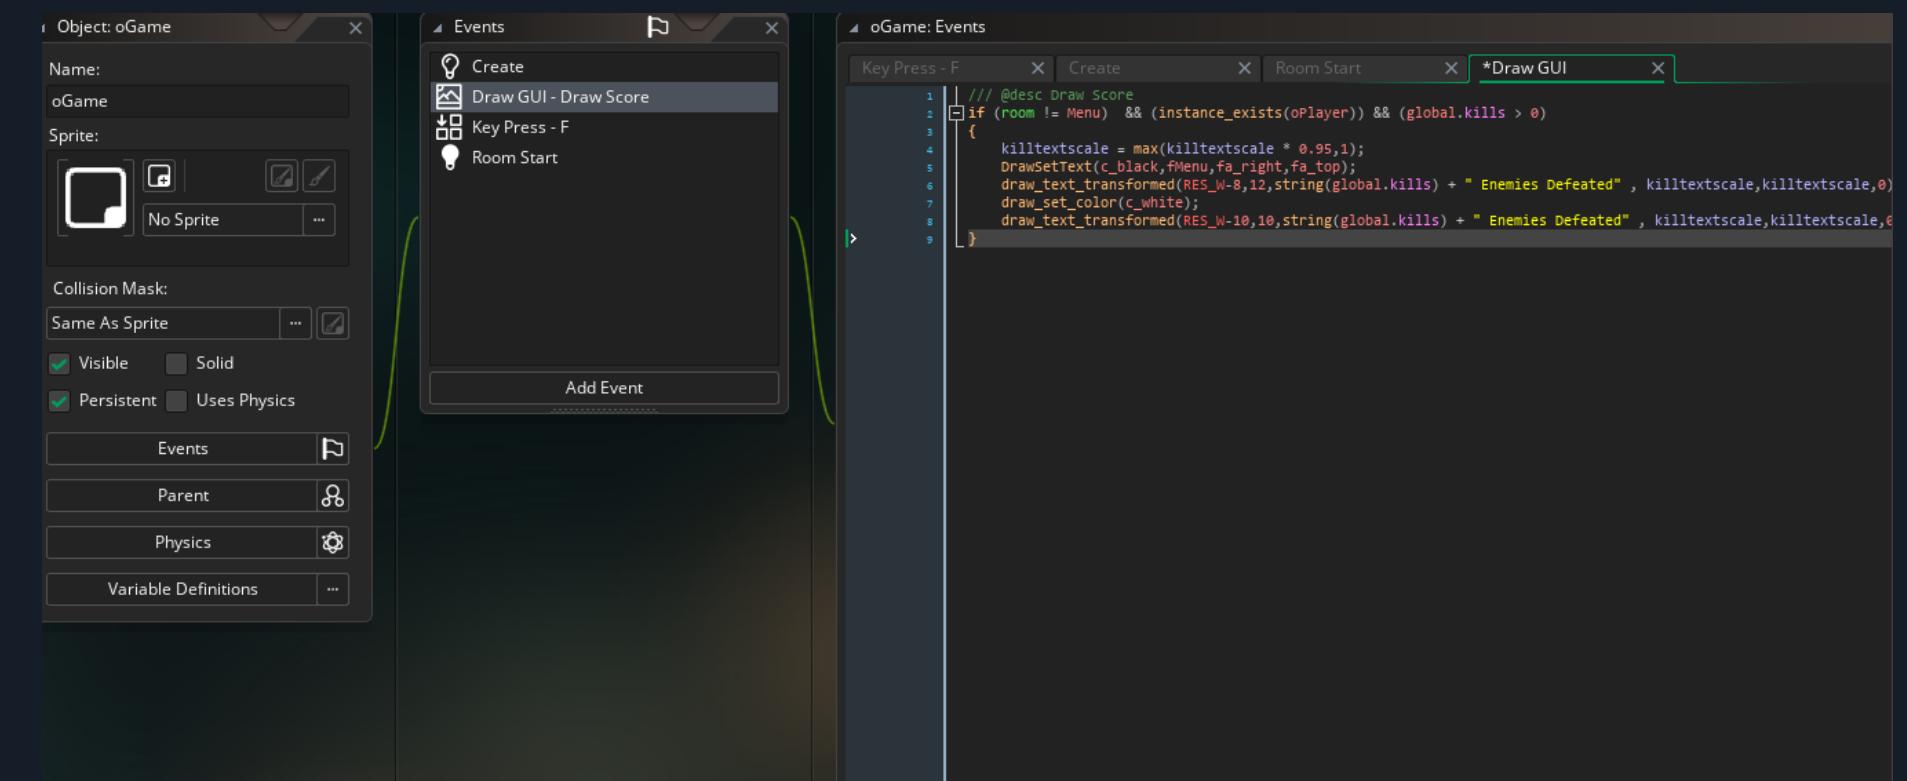 Object: oGame
Name:
oGame
Sprite:
No Sprite
...
Collision Mask:
Same As Sprite
...
Visible
Solid
Persistent
Uses Physics
Events
Parent
Physics
Variable Definitions
...
Events
Create
Draw GUI - Draw Score
Key Press - F
Room Start
Add Event
oGame: Events
Key Press - F
Create
Room Start
*Draw GUI
1 /// @desc Draw Score
2 if (room != Menu)  && (instance_exists(oPlayer)) && (global.kills > 0)
3 {
4 killtextscale = max(killtextscale * 0.95,1);
5 DrawSetText(c_black,fMenu,fa_right,fa_top);
6 draw_text_transformed(RES_W-8,12,string(global.kills) + " Enemies Defeated" , killtextscale,killtextscale,0)
7 draw_set_color(c_white);
8 draw_text_transformed(RES_W-10,10,string(global.kills) + " Enemies Defeated" , killtextscale,killtextscale,0
9 }